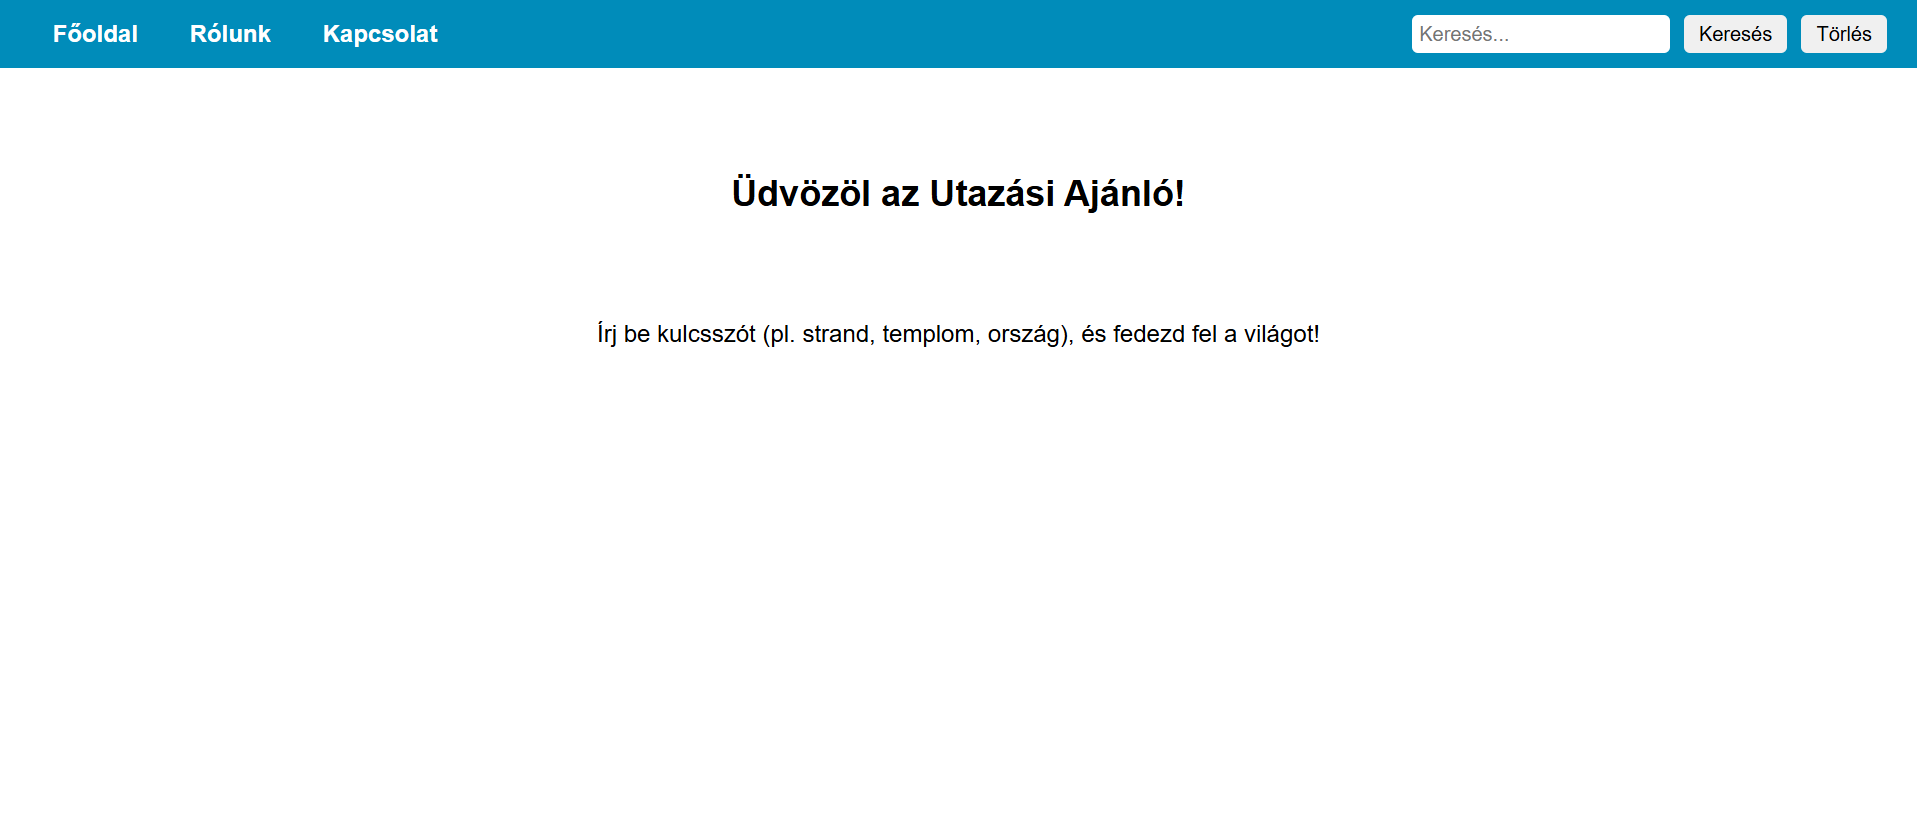 Főoldal Rólunk Kapcsolat Keresés... Keresés Törlés
Üdvözöl az Utazási Ajánló!
Írj be kulcsszót (pl. strand, templom, ország), és fedezd fel a világot!